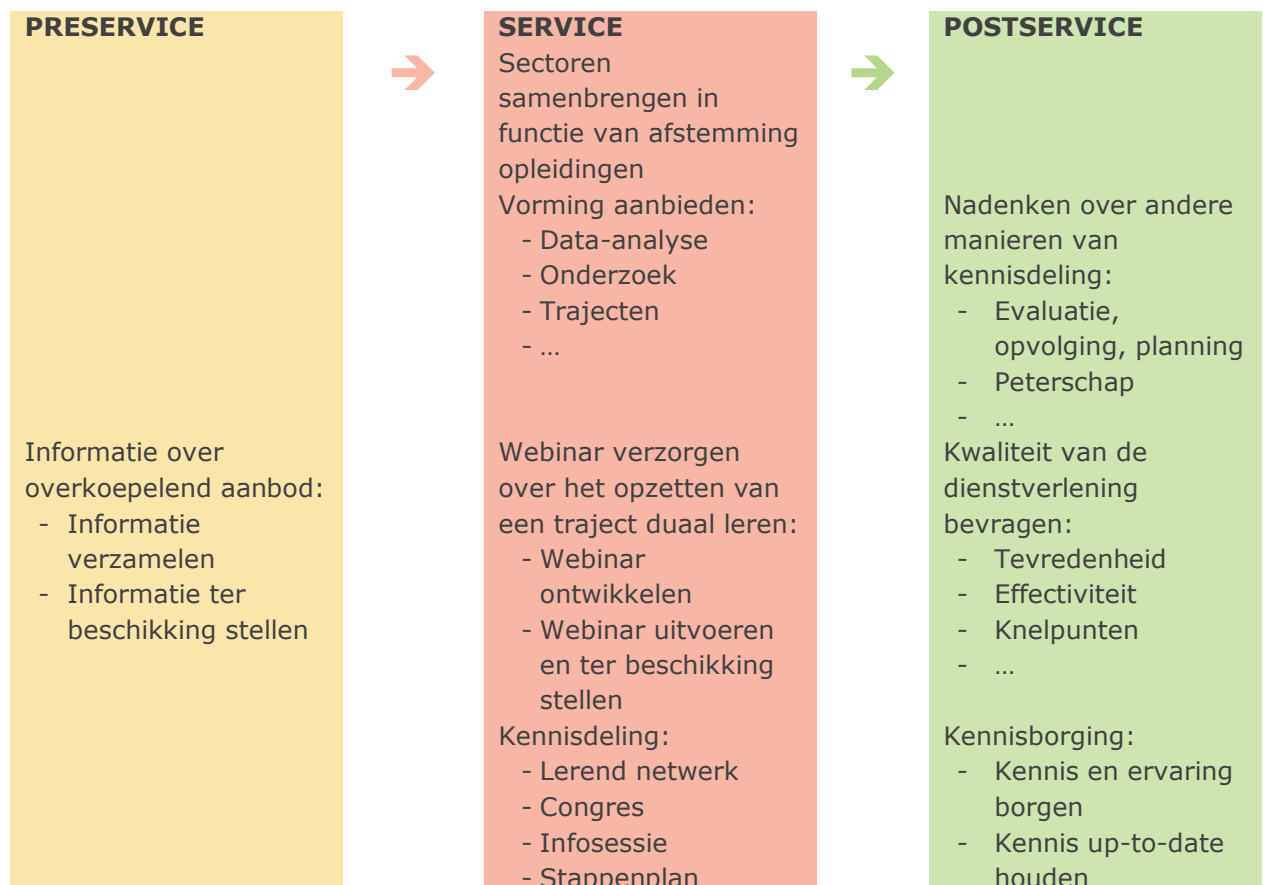 PRESERVICE
Informatie over
overkoepelend aanbod:
- Informatie
verzamelen
- Informatie ter
beschikking stellen
SERVICE
Sectoren
samenbrengen in
functie van afstemming
opleidingen
Vorming aanbieden:
- Data-analyse
- Onderzoek
- Trajecten
- …
Webinar verzorgen
over het opzetten van
een traject duaal leren:
- Webinar
ontwikkelen
- Webinar uitvoeren
en ter beschikking
stellen
Kennisdeling:
- Lerend netwerk
- Congres
- Infosessie
- Stappenplan
POSTSERVICE
Nadenken over andere
manieren van
kennisdeling:
- Evaluatie,
opvolging, planning
- Peterschap
- …
Kwaliteit van de
dienstverlening
bevragen:
- Tevredenheid
- Effectiviteit
- Knelpunten
- …
Kennisborging:
- Kennis en ervaring
borgen
- Kennis up-to-date
houden